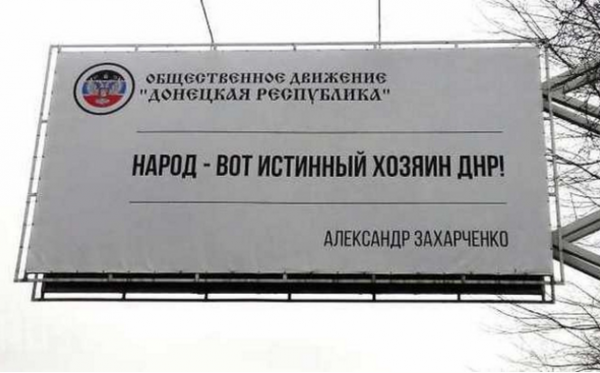 ОБЩЕСТВЕННОЕ ДВИЖЕНИЕ
"ДОНЕЦКАЯ РЕСПУБЛИКА"
НАРОД - ВОТ ИСТИННЫЙ ХОЗЯИН ДНР!
АЛЕКСАНДР ЗАХАРЧЕНКО